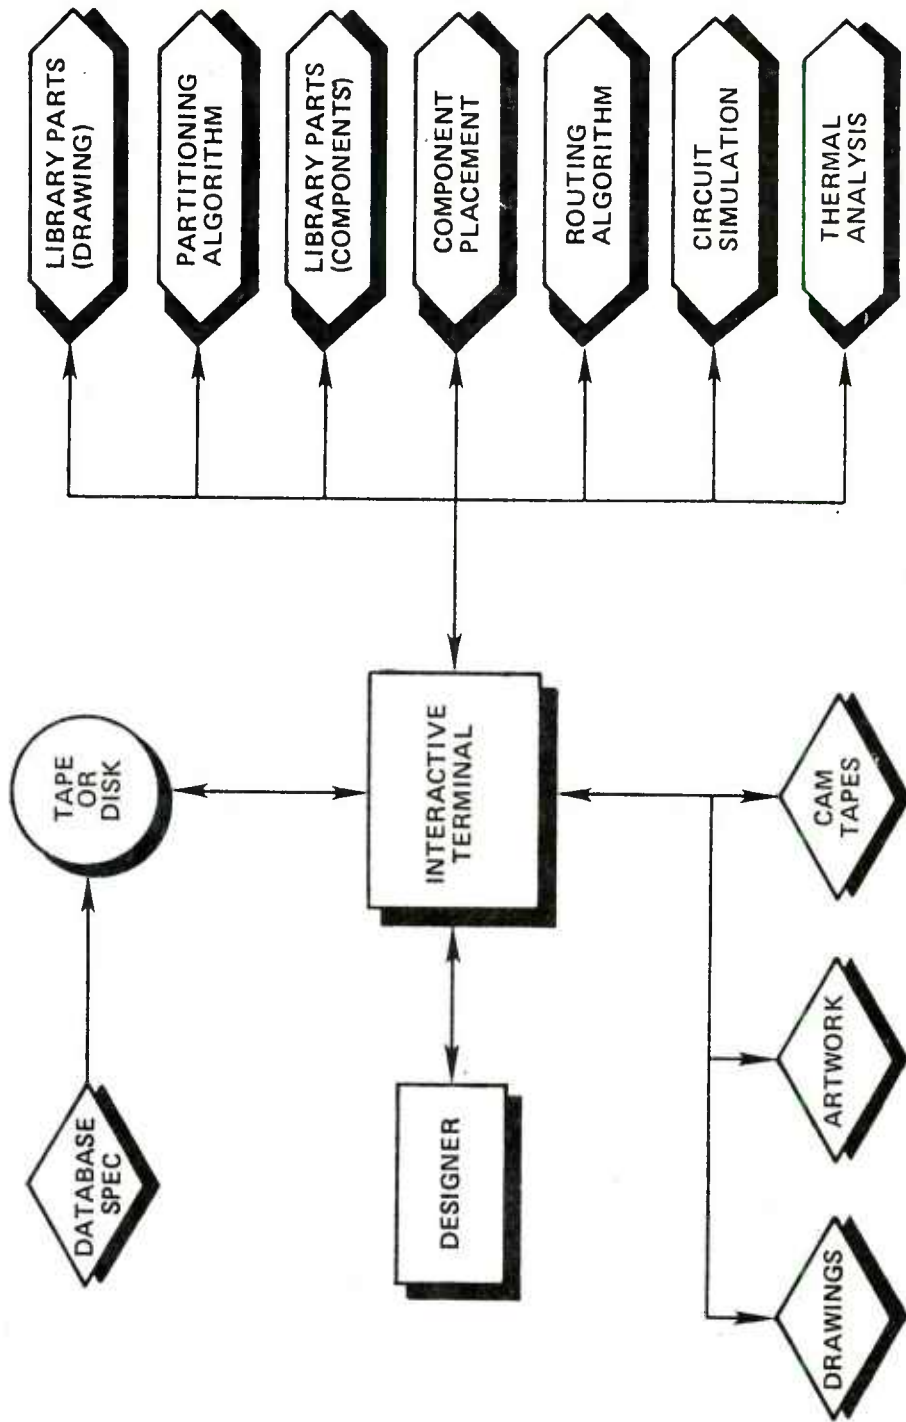 DATABASE
SPEC
TAPE
OR
DISK
DESIGNER
INTERACTIVE
TERMINAL
DRAWINGS
ARTWORK
CAM
TAPES
LIBRARY PARTS
(DRAWING)
PARTITIONING
ALGORITHM
LIBRARY PARTS
(COMPONENTS)
COMPONENT
PLACEMENT
ROUTING
ALGORITHM
CIRCUIT
SIMULATION
THERMAL
ANALYSIS